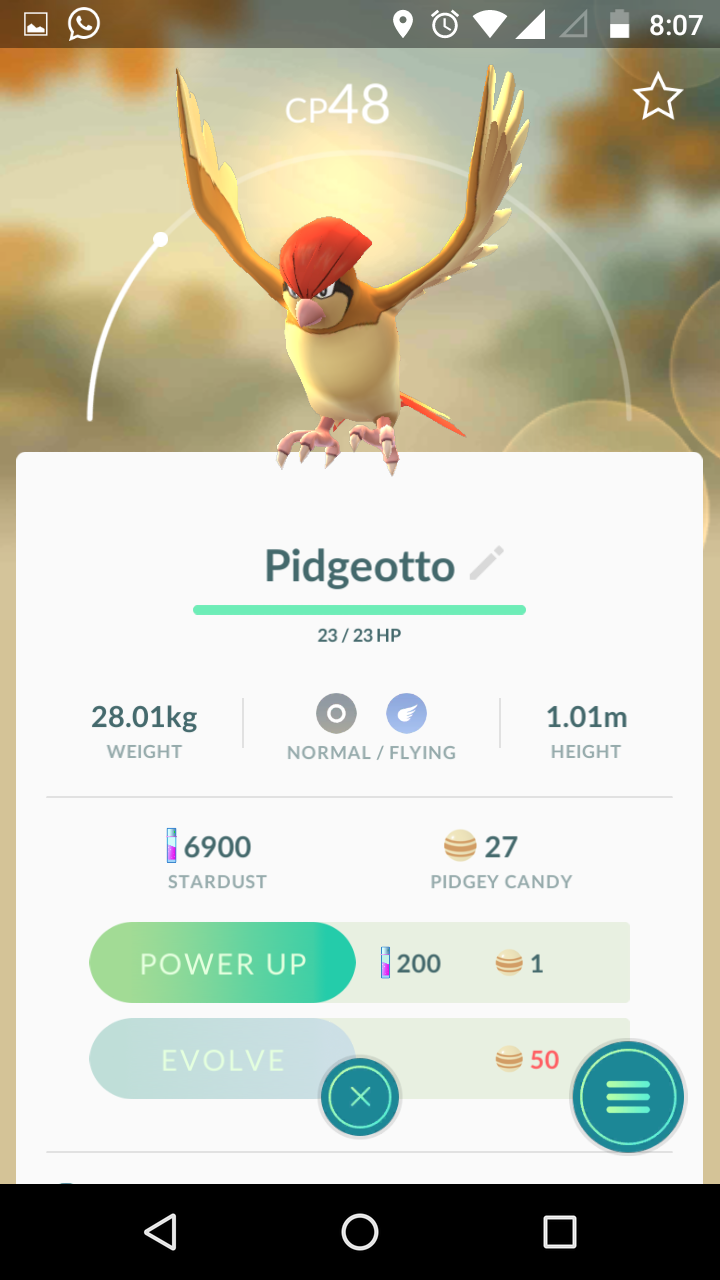 8:07
CP48
Pidgeotto
23 / 23 HP
28.01kg
WEIGHT
NORMAL / FLYING
1.01m
HEIGHT
6900
STARDUST
27
PIDGEY CANDY
POWER UP 200 1
EVOLVE 50